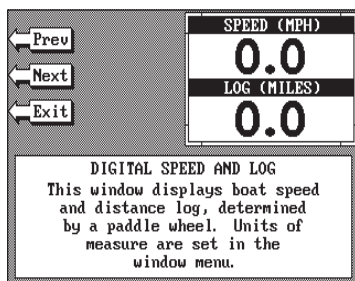 Prev
Next
Exit
SPEED (MPH)
0.0
LOG (MILES)
0.0
DIGITAL SPEED AND LOG
This window displays boat speed
and distance log, determined
by a paddle wheel.  Units of
measure are set in the
window menu.